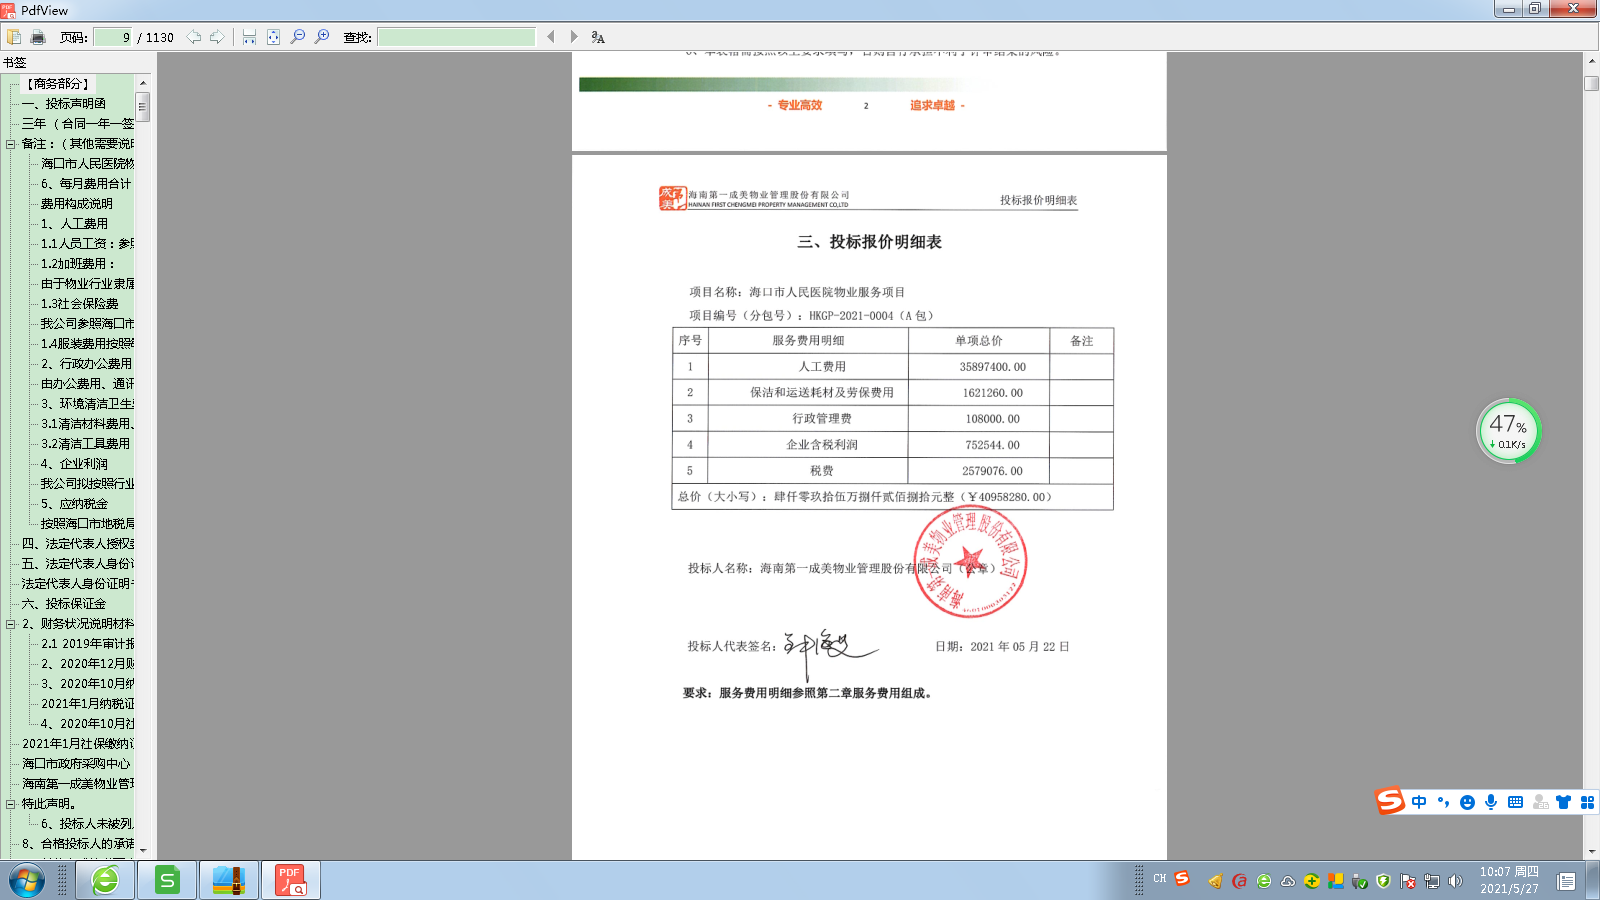 PdfView
页码: 9 / 1130 查找:
书签
【商务部分】
一、投标声明函
三年 （合同一年一签
备注：（其他需要说明
海口市人民医院物
6、每月费用合计
费用构成说明
1、人工费用
1.1人员工资：参照
1.2加班费用：
由于物业行业隶属
1.3社会保险费
我公司参照海口市
1.4服装费用按照
2、行政办公费用
由办公费用、通讯
3、环境清洁卫生
3.1清洁材料费用、
3.2清洁工具费用
4、企业利润
我公司拟按照行业
5、应纳税金
按照海口市地税局
四、法定代表人授权
五、法定代表人身份证
法定代表人身份证明书
六、投标保证金
2、财务状况说明材料
2.1 2019年审计报
2、2020年12月财
3、2020年10月纳
2021年1月纳税证
4、2020年10月社
2021年1月社保缴纳证
海口市政府采购中心
海南第一成美物业管理
特此声明。
6、投标人未被列
8、合格投标人的承诺
- 专业高效 2 追求卓越 -
海南第一成美物业管理股份有限公司
HAINAN FIRST CHENGMEI PROPERTY MANAGEMENT CO,LTD
投标报价明细表
三、投标报价明细表
项目名称：海口市人民医院物业服务项目
项目编号（分包号）：HKGP-2021-0004（A 包）
序号 服务费用明细 单项总价 备注
1 人工费用 35897400.00
2 保洁和运送耗材及劳保费用 1621260.00
3 行政管理费 108000.00
4 企业含税利润 752544.00
5 税费 2579076.00
总价（大小写）：肆仟零玖拾伍万捌仟贰佰捌拾元整（￥40958280.00）
投标人名称：海南第一成美物业管理股份有限公司（公章）
海南第一成美物业管理股份有限公司
投标人代表签名：
日期：2021 年 05 月 22 日
要求：服务费用明细参照第二章服务费用组成。
47%
0.1K/s
中
CH
10:07 周四
2021/5/27